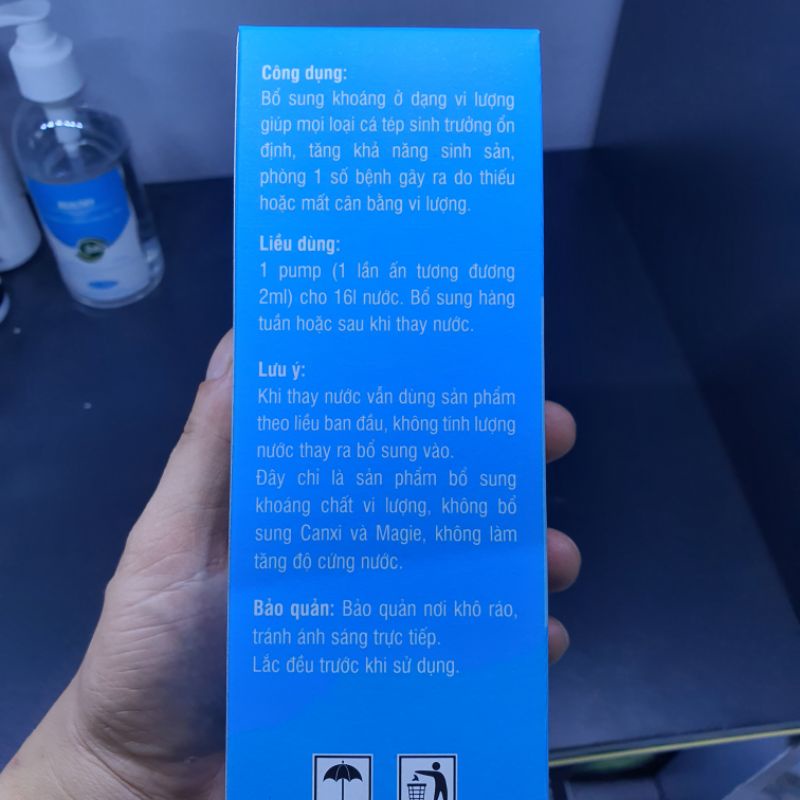 Công dụng:
Bổ sung khoáng ở dạng vi lượng
giúp mọi loại cá tép sinh trưởng ổn
định, tăng khả năng sinh sản,
phòng 1 số bệnh gây ra do thiếu
hoặc mất cân bằng vi lượng.
Liều dùng:
1 pump (1 lần ấn tương đương
2ml) cho 16l nước. Bổ sung hàng
tuần hoặc sau khi thay nước.
Lưu ý:
Khi thay nước vẫn dùng sản phẩm
theo liều ban đầu, không tính lượng
nước thay ra bổ sung vào.
Đây chỉ là sản phẩm bổ sung
khoáng chất vi lượng, không bổ
sung Canxi và Magie, không làm
tăng độ cứng nước.
Bảo quản: Bảo quản nơi khô ráo,
tránh ánh sáng trực tiếp.
Lắc đều trước khi sử dụng.